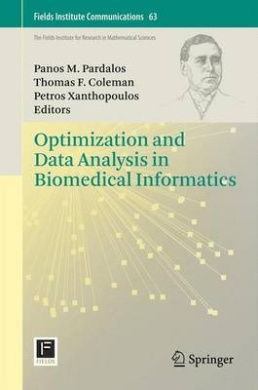 Fields Institute Communications 63
The Fields Institute for Research in Mathematical Sciences
Panos M. Pardalos
Thomas F. Coleman
Petros Xanthopoulos
Editors
Optimization and
Data Analysis in
Biomedical Informatics
F
FIELDS
Springer